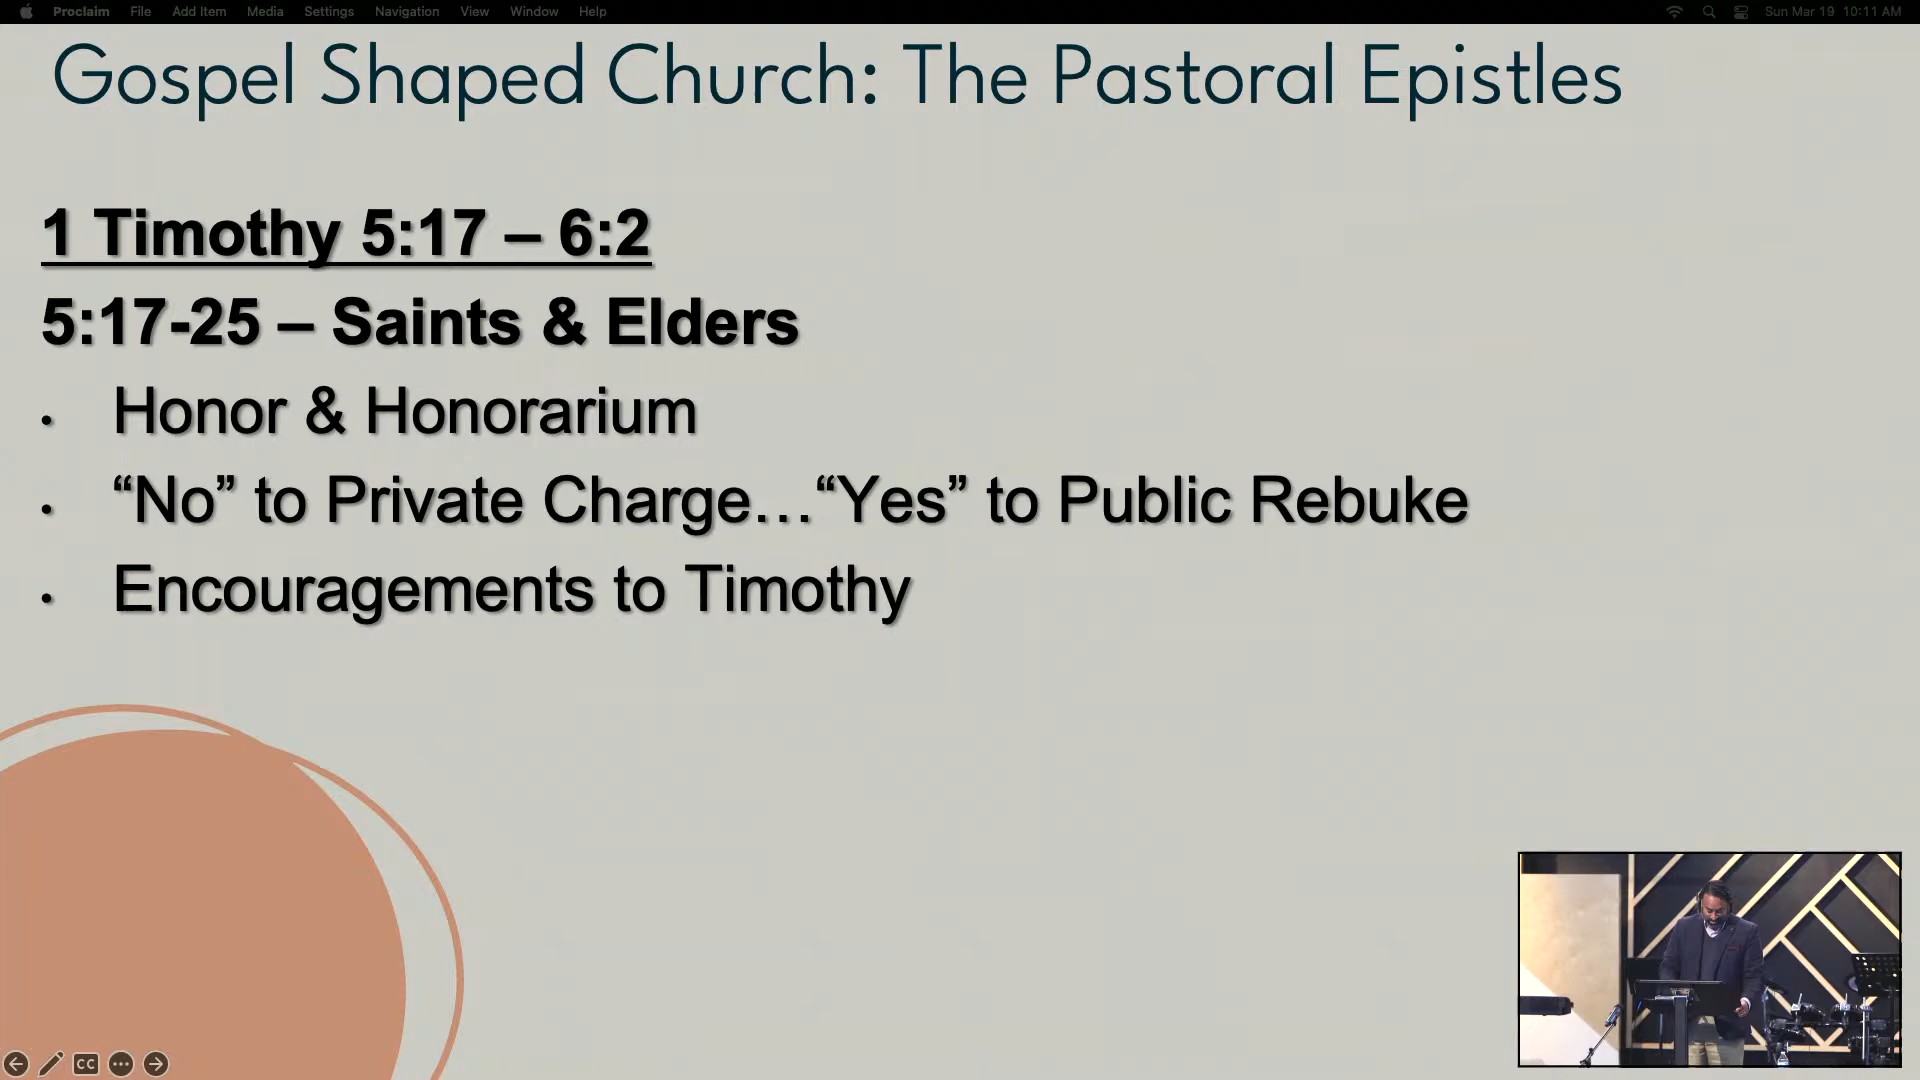 Proclaim File Add Item Media Settings Navigation View Window Help Sun Mar 19 10:11 AM
Gospel Shaped Church: The Pastoral Epistles
1 Timothy 5:17 – 6:2
5:17-25 – Saints & Elders
• Honor & Honorarium
• “No” to Private Charge…“Yes” to Public Rebuke
• Encouragements to Timothy
CC